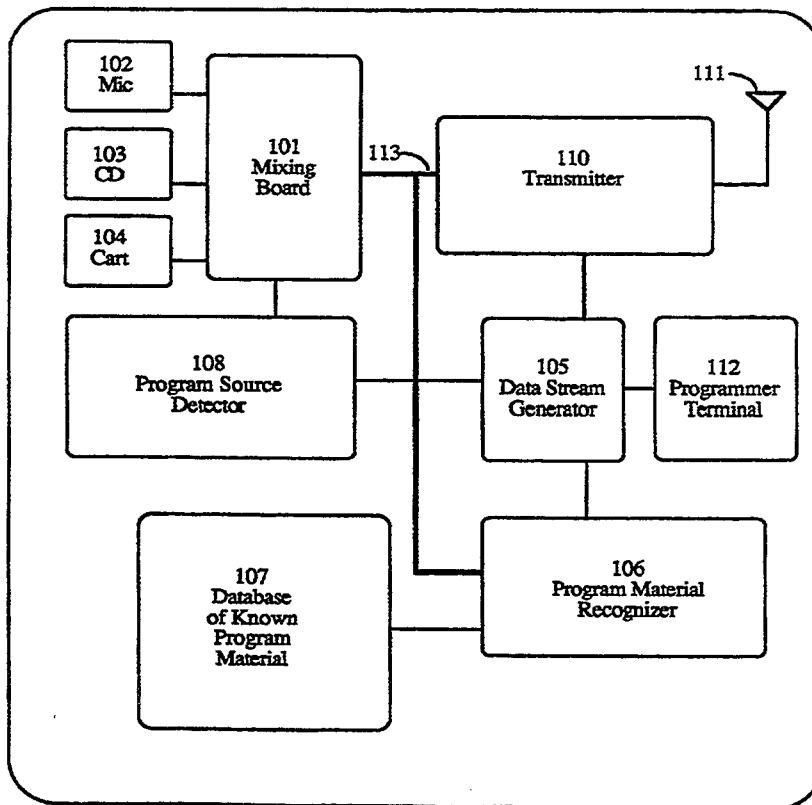 102
Mic
103
CD
104
Cart
101
Mixing
Board
113
110
Transmitter
111
108
Program Source
Detector
105
Data Stream
Generator
112
Programmer
Terminal
107
Database
of Known
Program
Material
106
Program Material
Recognizer